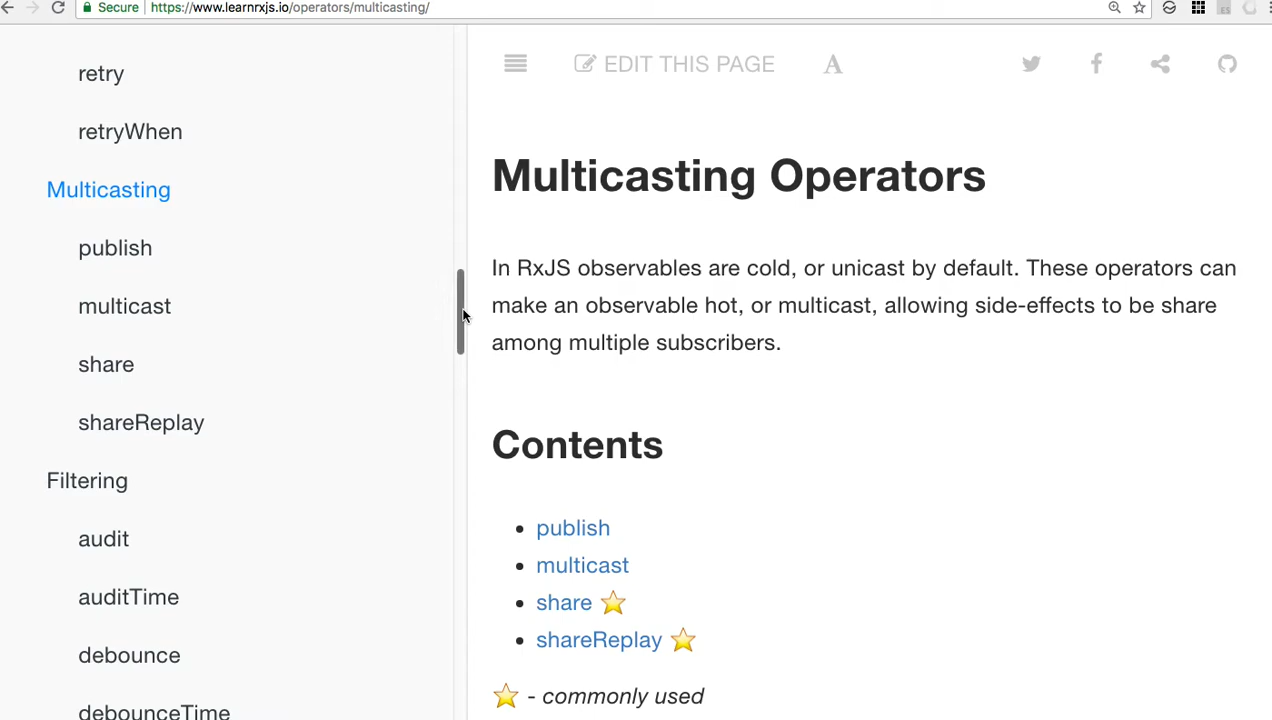 Secure https://www.learnrxjs.io/operators/multicasting/
retry
retryWhen
Multicasting
publish
multicast
share
shareReplay
Filtering
audit
auditTime
debounce
debounceTime
EDIT THIS PAGE A
Multicasting Operators
In RxJS observables are cold, or unicast by default. These operators can
make an observable hot, or multicast, allowing side-effects to be share
among multiple subscribers.
Contents
publish
multicast
share
shareReplay
- commonly used